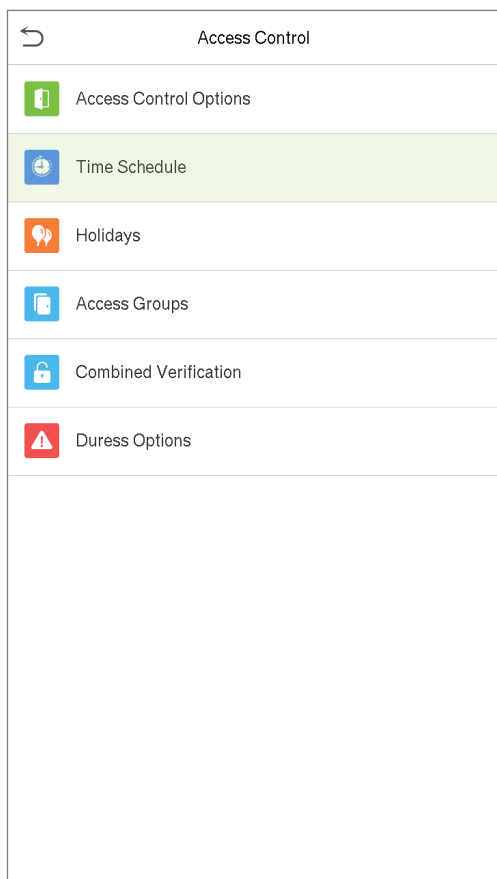 Access Control
Access Control Options
Time Schedule
Holidays
Access Groups
Combined Verification
Duress Options